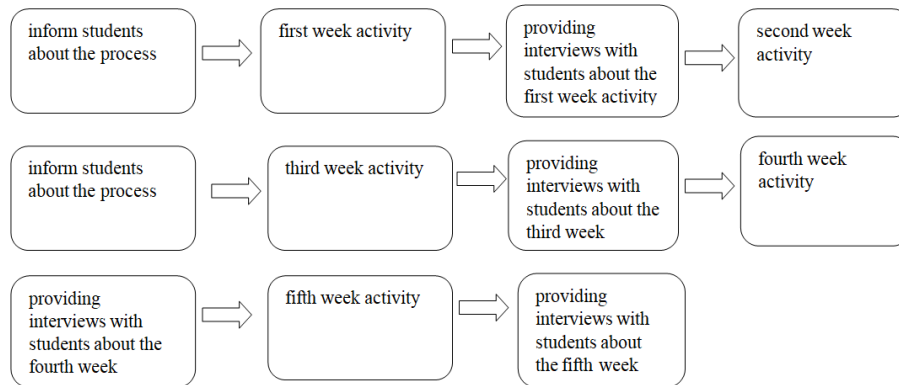 inform students
about the process
first week activity
providing
interviews with
students about the
first week activity
second week
activity
inform students
about the process
third week activity
providing
interviews with
students about the
third week
fourth week
activity
providing
interviews with
students about the
fourth week
fifth week activity
providing
interviews with
students about
the fifth week